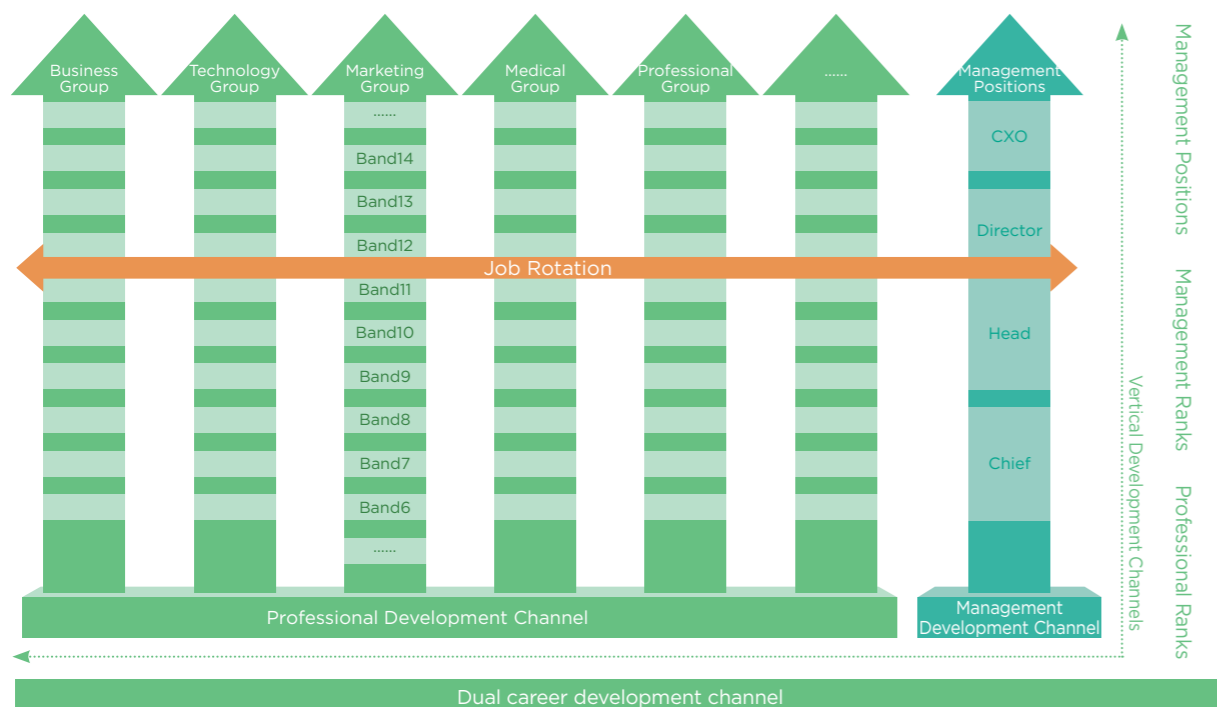 Business
Group
Technology
Group
Marketing
Group
Medical
Group
Professional
Group
......
Management
Positions
......
Band14
Band13
Band12
Job Rotation
Band11
Band10
Band9
Band8
Band7
Band6
......
CXO
Director
Head
Chief
Professional Development Channel
Management
Development Channel
Vertical Development Channels
Management Positions
Management Ranks
Professional Ranks
Dual career development channel